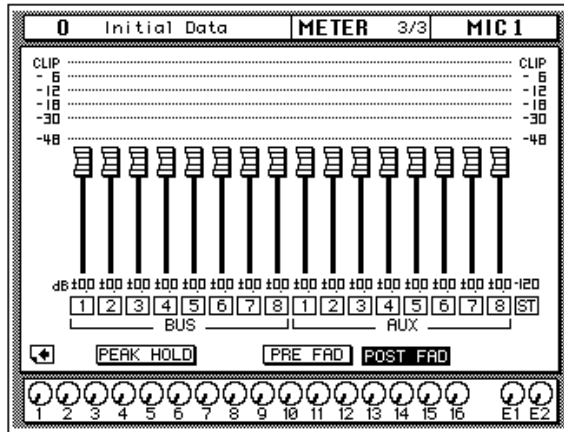 0 Initial Data METER 3/3 MIC 1
CLIP CLIP
- 6 - 6
-12 -12
-18 -18
-30 -30
-48 -48
dB ±00 ±00 ±00 ±00 ±00 ±00 ±00 ±00 ±00 ±00 ±00 ±00 ±00 ±00 ±00 ±00 -120
1 2 3 4 5 6 7 8 1 2 3 4 5 6 7 8 ST
BUS AUX
PEAK HOLD PRE FAD POST FAD
1 2 3 4 5 6 7 8 9 10 11 12 13 14 15 16 E1 E2